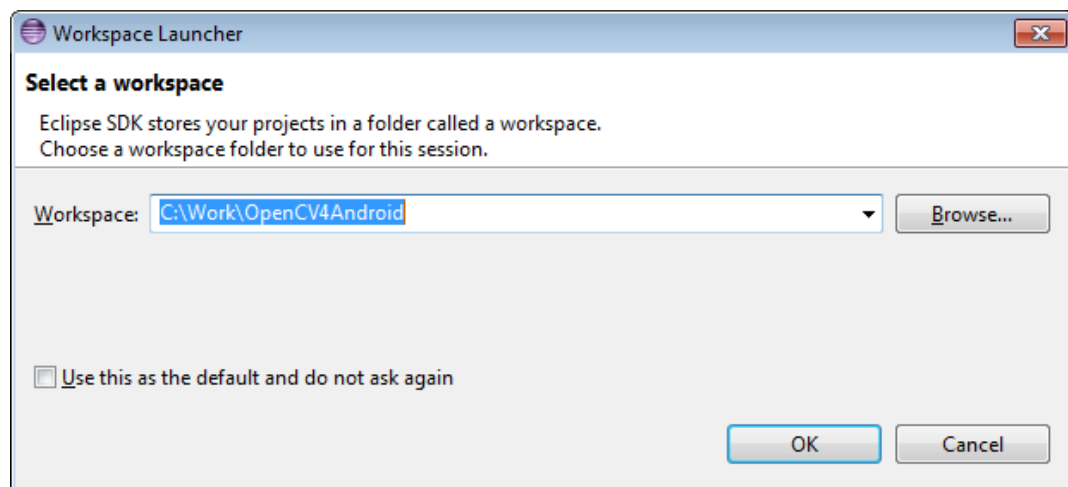 Workspace Launcher
Select a workspace
Eclipse SDK stores your projects in a folder called a workspace.
Choose a workspace folder to use for this session.
Workspace: C:\Work\OpenCV4Android Browse...
Use this as the default and do not ask again
OK Cancel